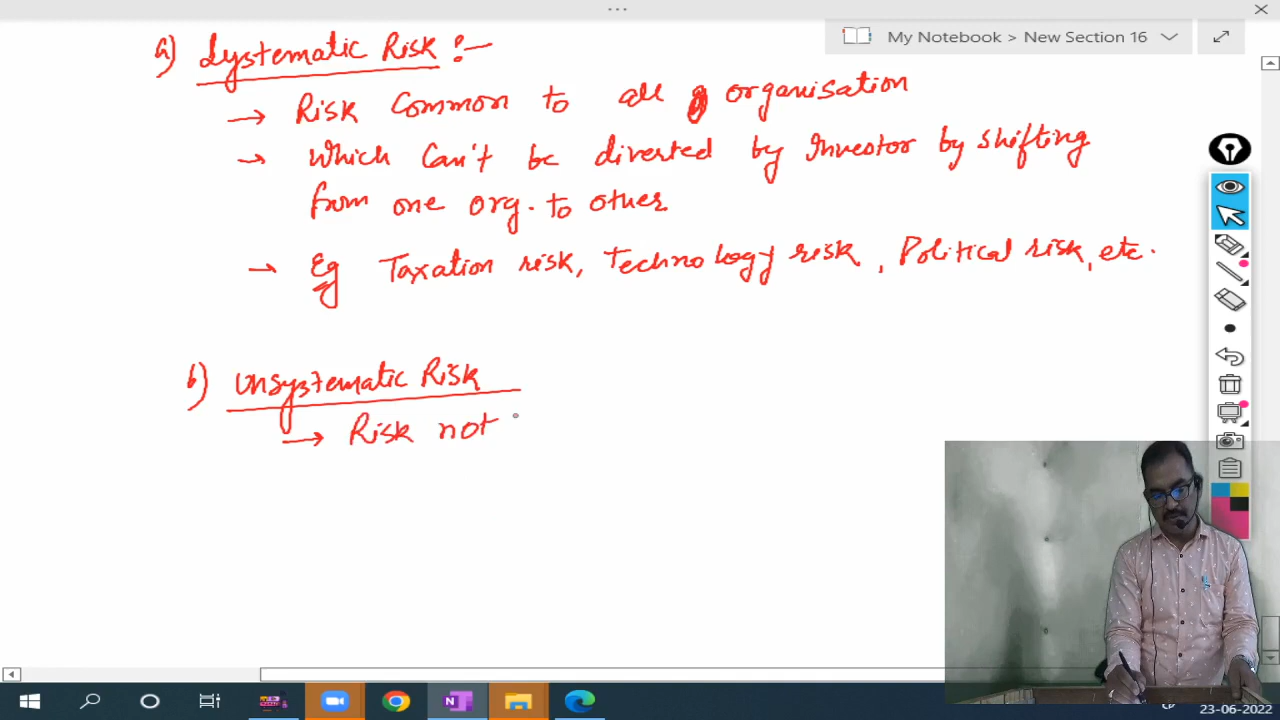 My Notebook > New Section 16
a) Systematic Risk :-
→ Risk Common to all organisation
→ Which Can't be diverted by Investor by shifting
from one org. to other
→ Eg Taxation risk, Technology risk, Political risk, etc.
b) Unsystematic Risk
→ Risk not
23-06-2022